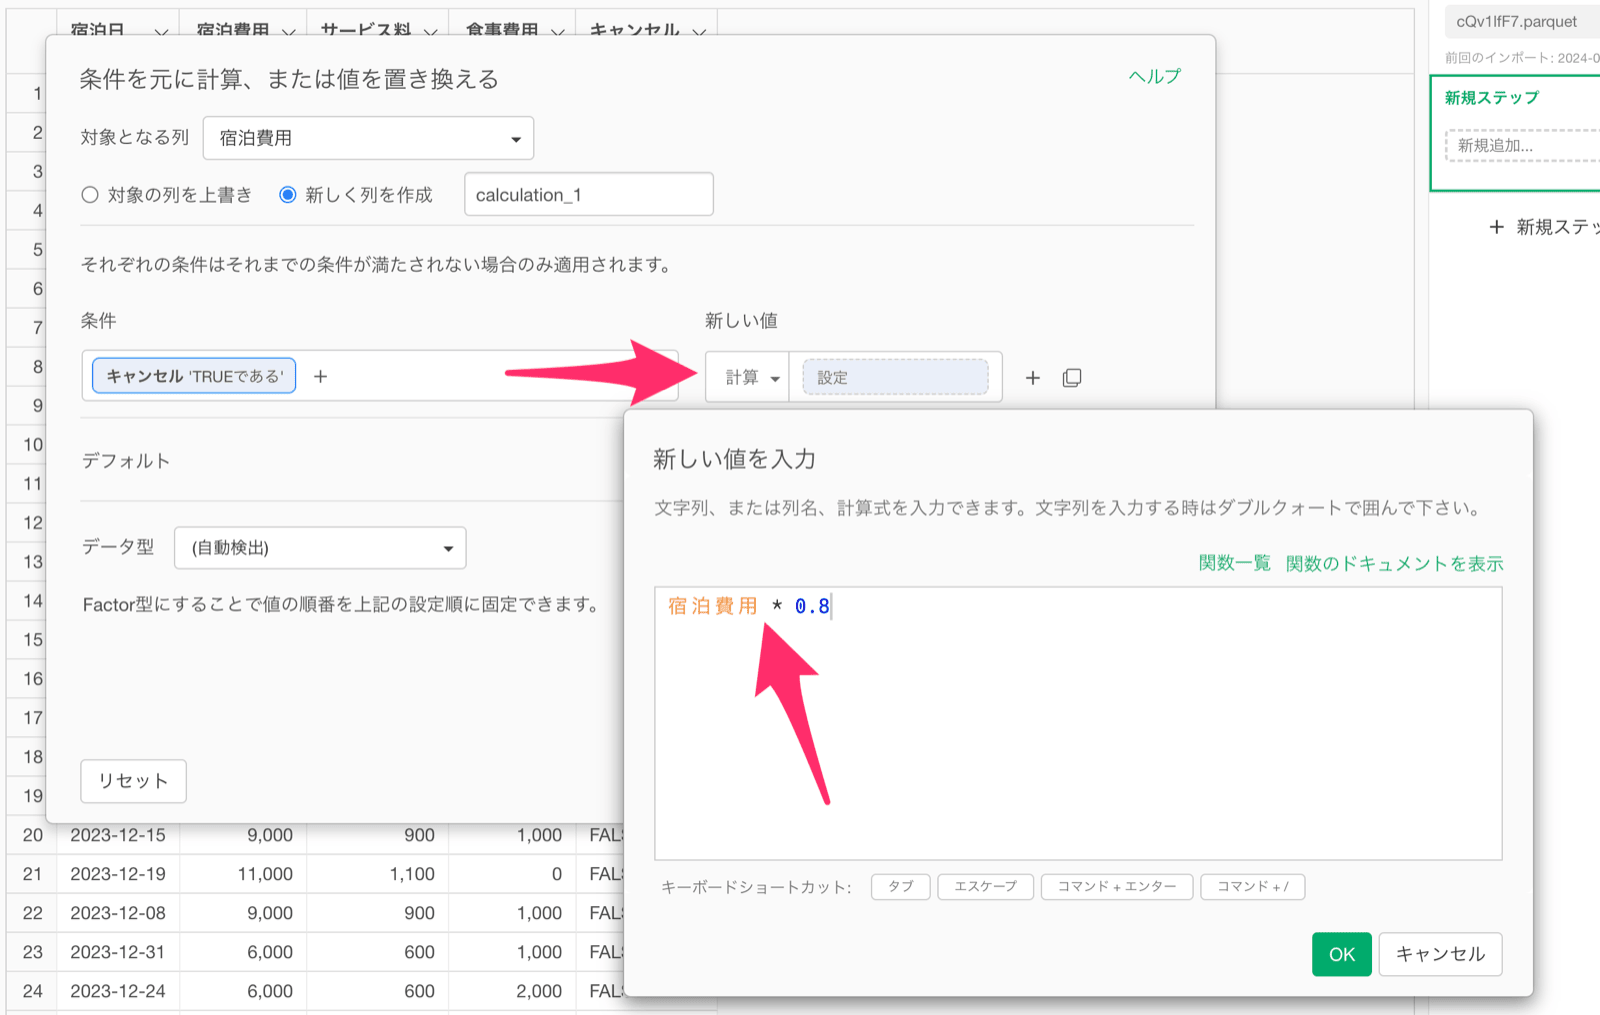 宿泊日 宿泊費用 サービス料 食事費用 キャンセル
cQv1lfF7.parquet
前回のインポート: 2024-0
新規ステップ
新規追加...
+ 新規ステッ
条件を元に計算、または値を置き換える
ヘルプ
対象となる列 宿泊費用
対象の列を上書き 新しく列を作成 calculation_1
それぞれの条件はそれまでの条件が満たされない場合のみ適用されます。
条件 新しい値
キャンセル 'TRUEである' + 計算 設定 +
デフォルト
データ型 (自動検出)
Factor型にすることで値の順番を上記の設定順に固定できます。
リセット
新しい値を入力
文字列、または列名、計算式を入力できます。文字列を入力する時はダブルクォートで囲んで下さい。
関数一覧 関数のドキュメントを表示
宿泊費用 * 0.8
キーボードショートカット: タブ エスケープ コマンド + エンター コマンド + /
OK キャンセル
1
2
3
4
5
6
7
8
9
10
11
12
13
14
15
16
17
18
19
20 2023-12-15 9,000 900 1,000 FALS
21 2023-12-19 11,000 1,100 0 FALS
22 2023-12-08 9,000 900 1,000 FALS
23 2023-12-31 6,000 600 1,000 FALS
24 2023-12-24 6,000 600 2,000 FALS